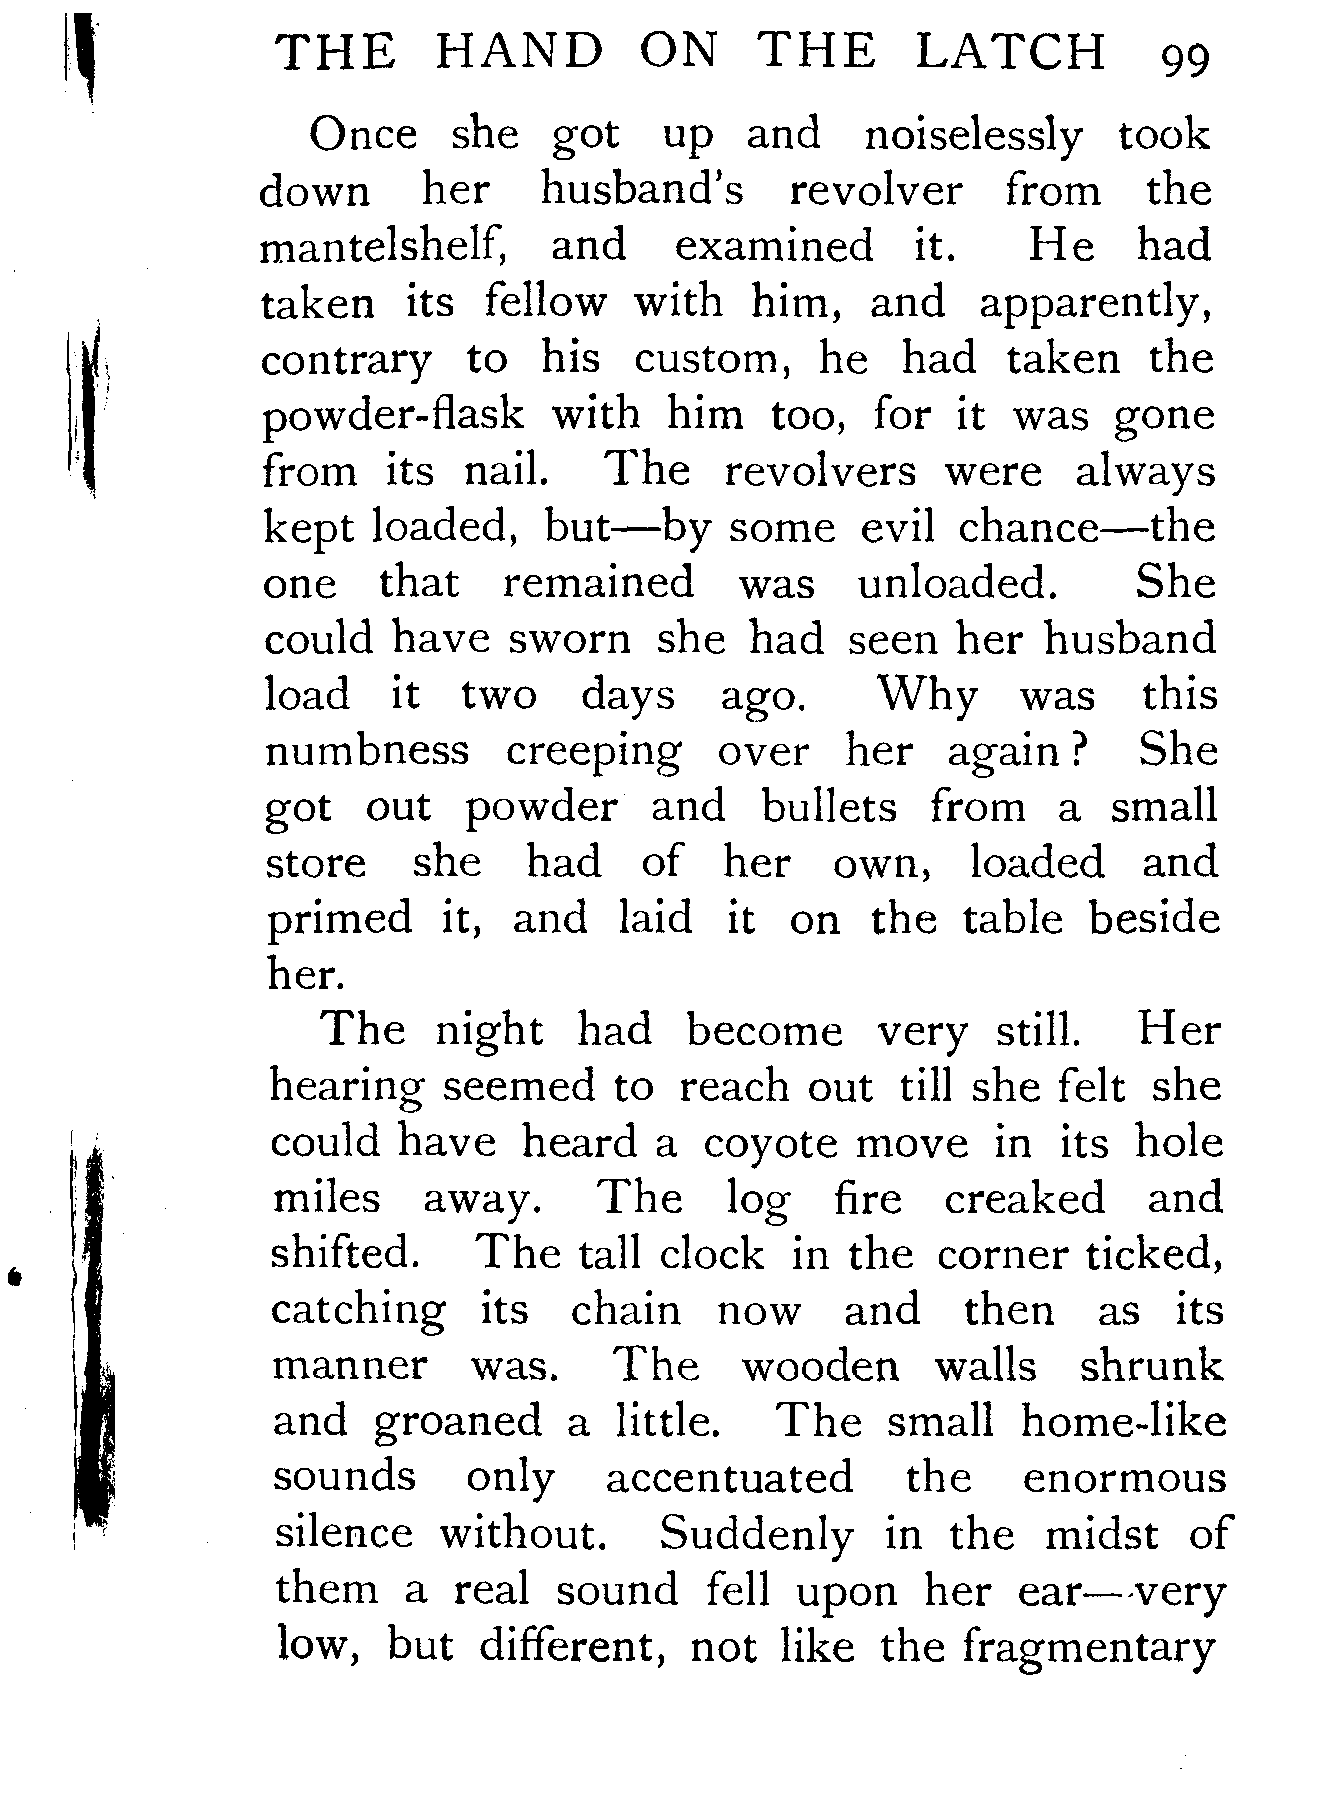 THE HAND ON THE LATCH 99
Once she got up and noiselessly took
down her husband's revolver from the
mantelshelf, and examined it. He had
taken its fellow with him, and apparently,
contrary to his custom, he had taken the
powder-flask with him too, for it was gone
from its nail. The revolvers were always
kept loaded, but—by some evil chance—the
one that remained was unloaded. She
could have sworn she had seen her husband
load it two days ago. Why was this
numbness creeping over her again? She
got out powder and bullets from a small
store she had of her own, loaded and
primed it, and laid it on the table beside
her.
The night had become very still. Her
hearing seemed to reach out till she felt she
could have heard a coyote move in its hole
miles away. The log fire creaked and
shifted. The tall clock in the corner ticked,
catching its chain now and then as its
manner was. The wooden walls shrunk
and groaned a little. The small home-like
sounds only accentuated the enormous
silence without. Suddenly in the midst of
them a real sound fell upon her ear—very
low, but different, not like the fragmentary